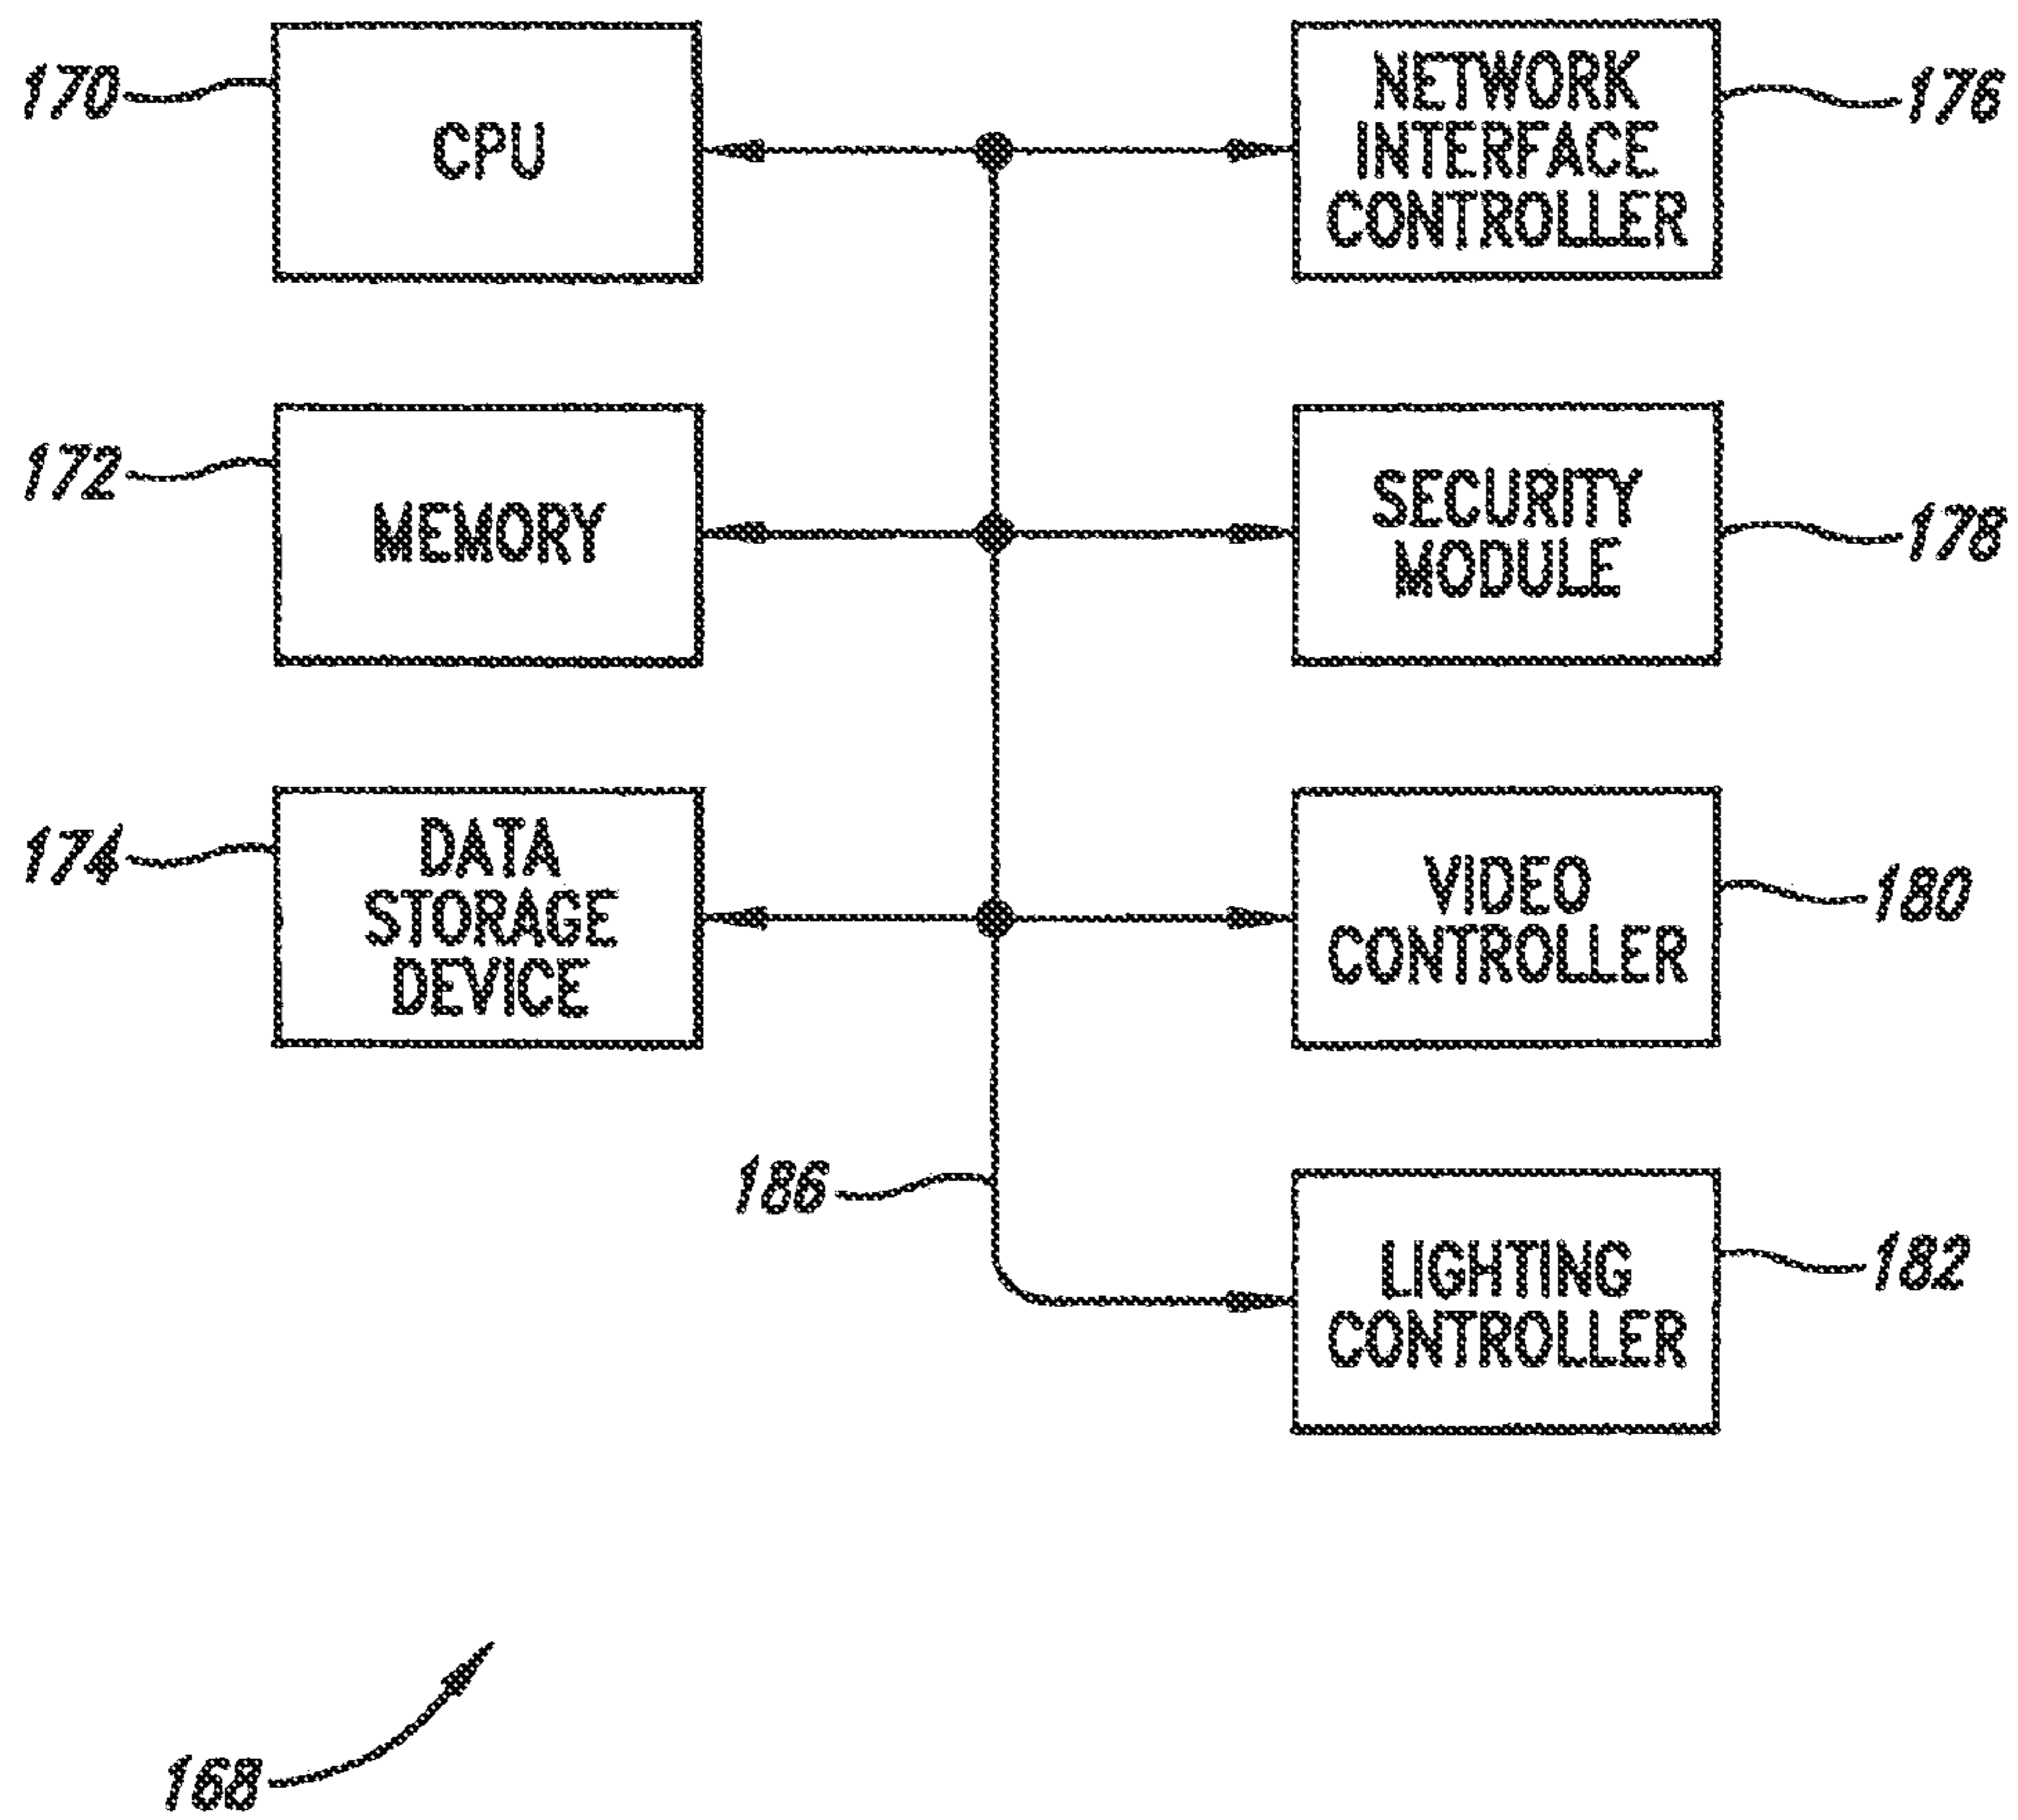 170
CPU
NETWORK
INTERFACE
CONTROLLER
176
172
MEMORY
SECURITY
MODULE
178
174
DATA
STORAGE
DEVICE
VIDEO
CONTROLLER
180
186
LIGHTING
CONTROLLER
182
168